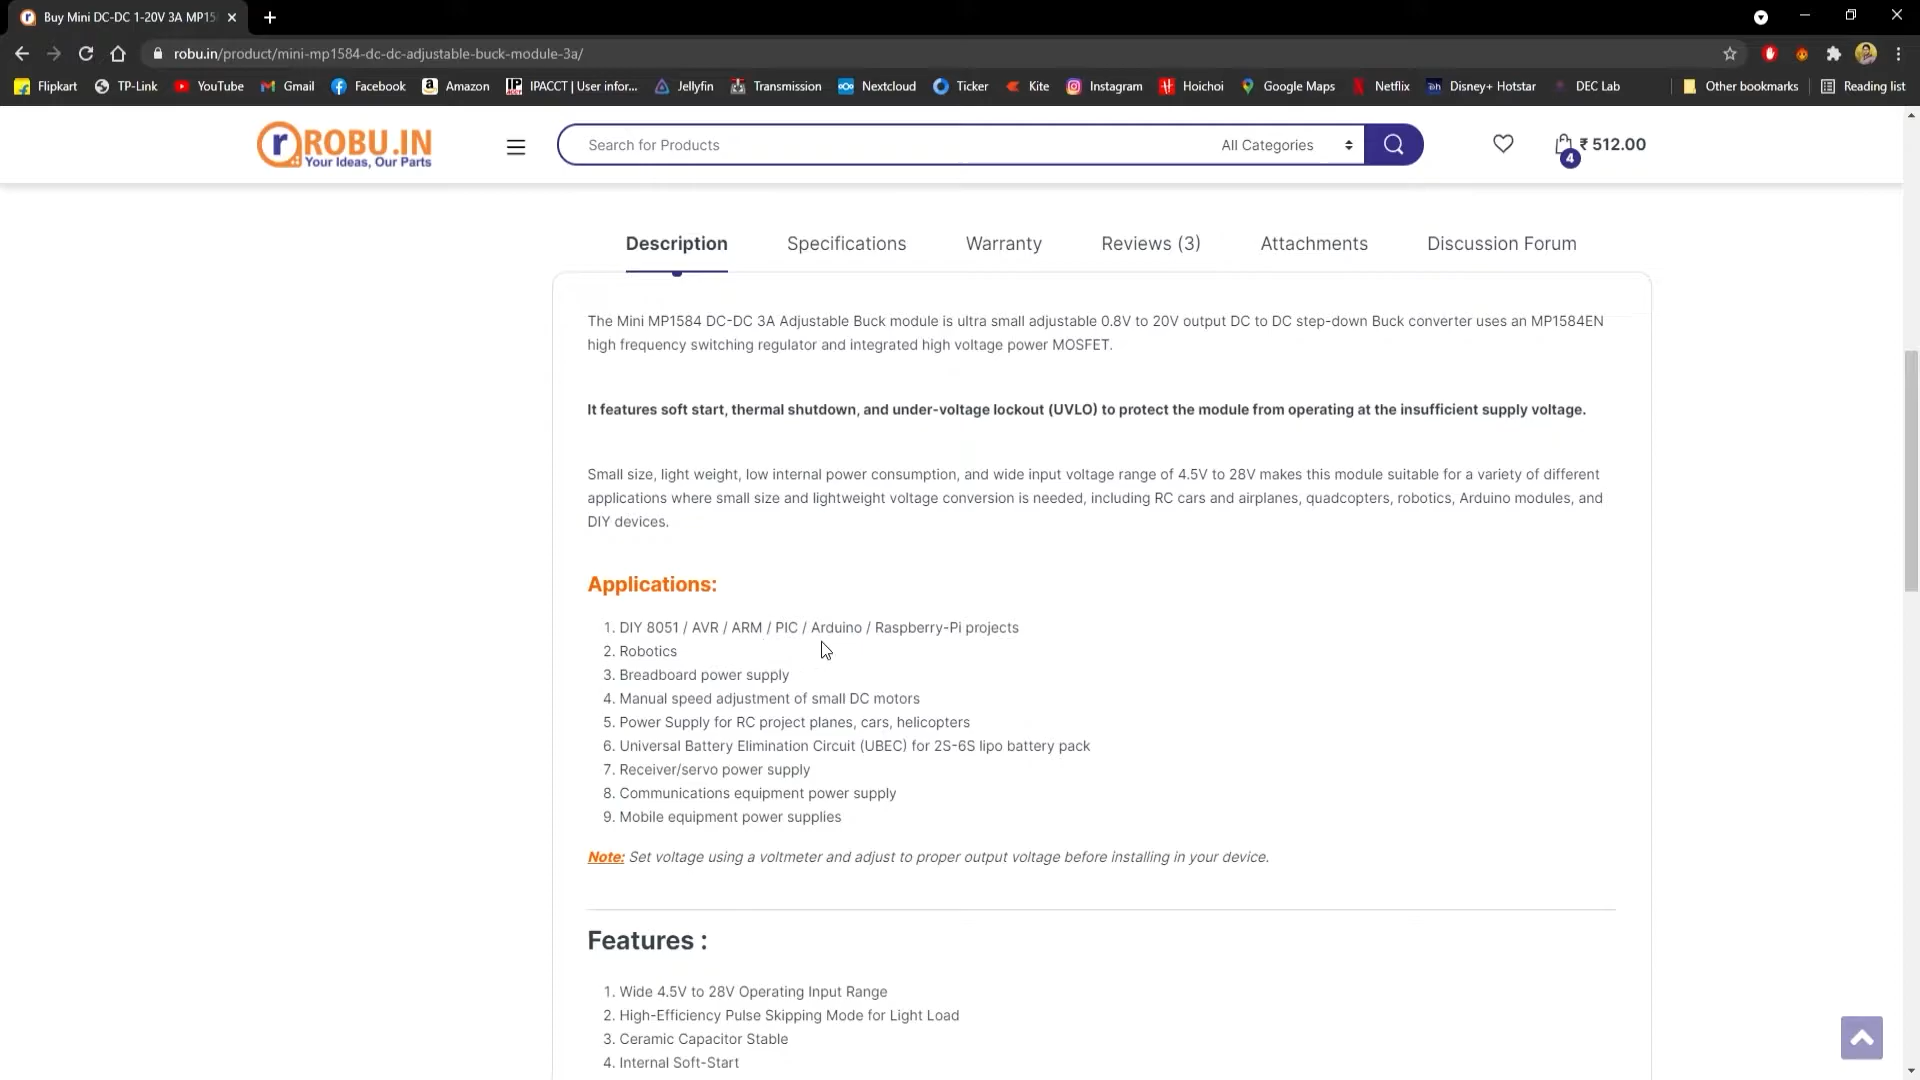 Buy Mini DC-DC 1-20V 3A MP15
robu.in/product/mini-mp1584-dc-dc-adjustable-buck-module-3a/
Flipkart TP-Link YouTube Gmail Facebook Amazon IPACCT | User infor... Jellyfin Transmission Nextcloud Ticker Kite Instagram Hoichoi Google Maps Netflix Disney+ Hotstar DEC Lab Other bookmarks Reading list
r ROBU.IN
Your Ideas, Our Parts
Search for Products All Categories
4 ₹ 512.00
Description Specifications Warranty Reviews (3) Attachments Discussion Forum
The Mini MP1584 DC-DC 3A Adjustable Buck module is ultra small adjustable 0.8V to 20V output DC to DC step-down Buck converter uses an MP1584EN
high frequency switching regulator and integrated high voltage power MOSFET.
It features soft start, thermal shutdown, and under-voltage lockout (UVLO) to protect the module from operating at the insufficient supply voltage.
Small size, light weight, low internal power consumption, and wide input voltage range of 4.5V to 28V makes this module suitable for a variety of different
applications where small size and lightweight voltage conversion is needed, including RC cars and airplanes, quadcopters, robotics, Arduino modules, and
DIY devices.
Applications:
1. DIY 8051 / AVR / ARM / PIC / Arduino / Raspberry-Pi projects
2. Robotics
3. Breadboard power supply
4. Manual speed adjustment of small DC motors
5. Power Supply for RC project planes, cars, helicopters
6. Universal Battery Elimination Circuit (UBEC) for 2S-6S lipo battery pack
7. Receiver/servo power supply
8. Communications equipment power supply
9. Mobile equipment power supplies
Note: Set voltage using a voltmeter and adjust to proper output voltage before installing in your device.
Features :
1. Wide 4.5V to 28V Operating Input Range
2. High-Efficiency Pulse Skipping Mode for Light Load
3. Ceramic Capacitor Stable
4. Internal Soft-Start